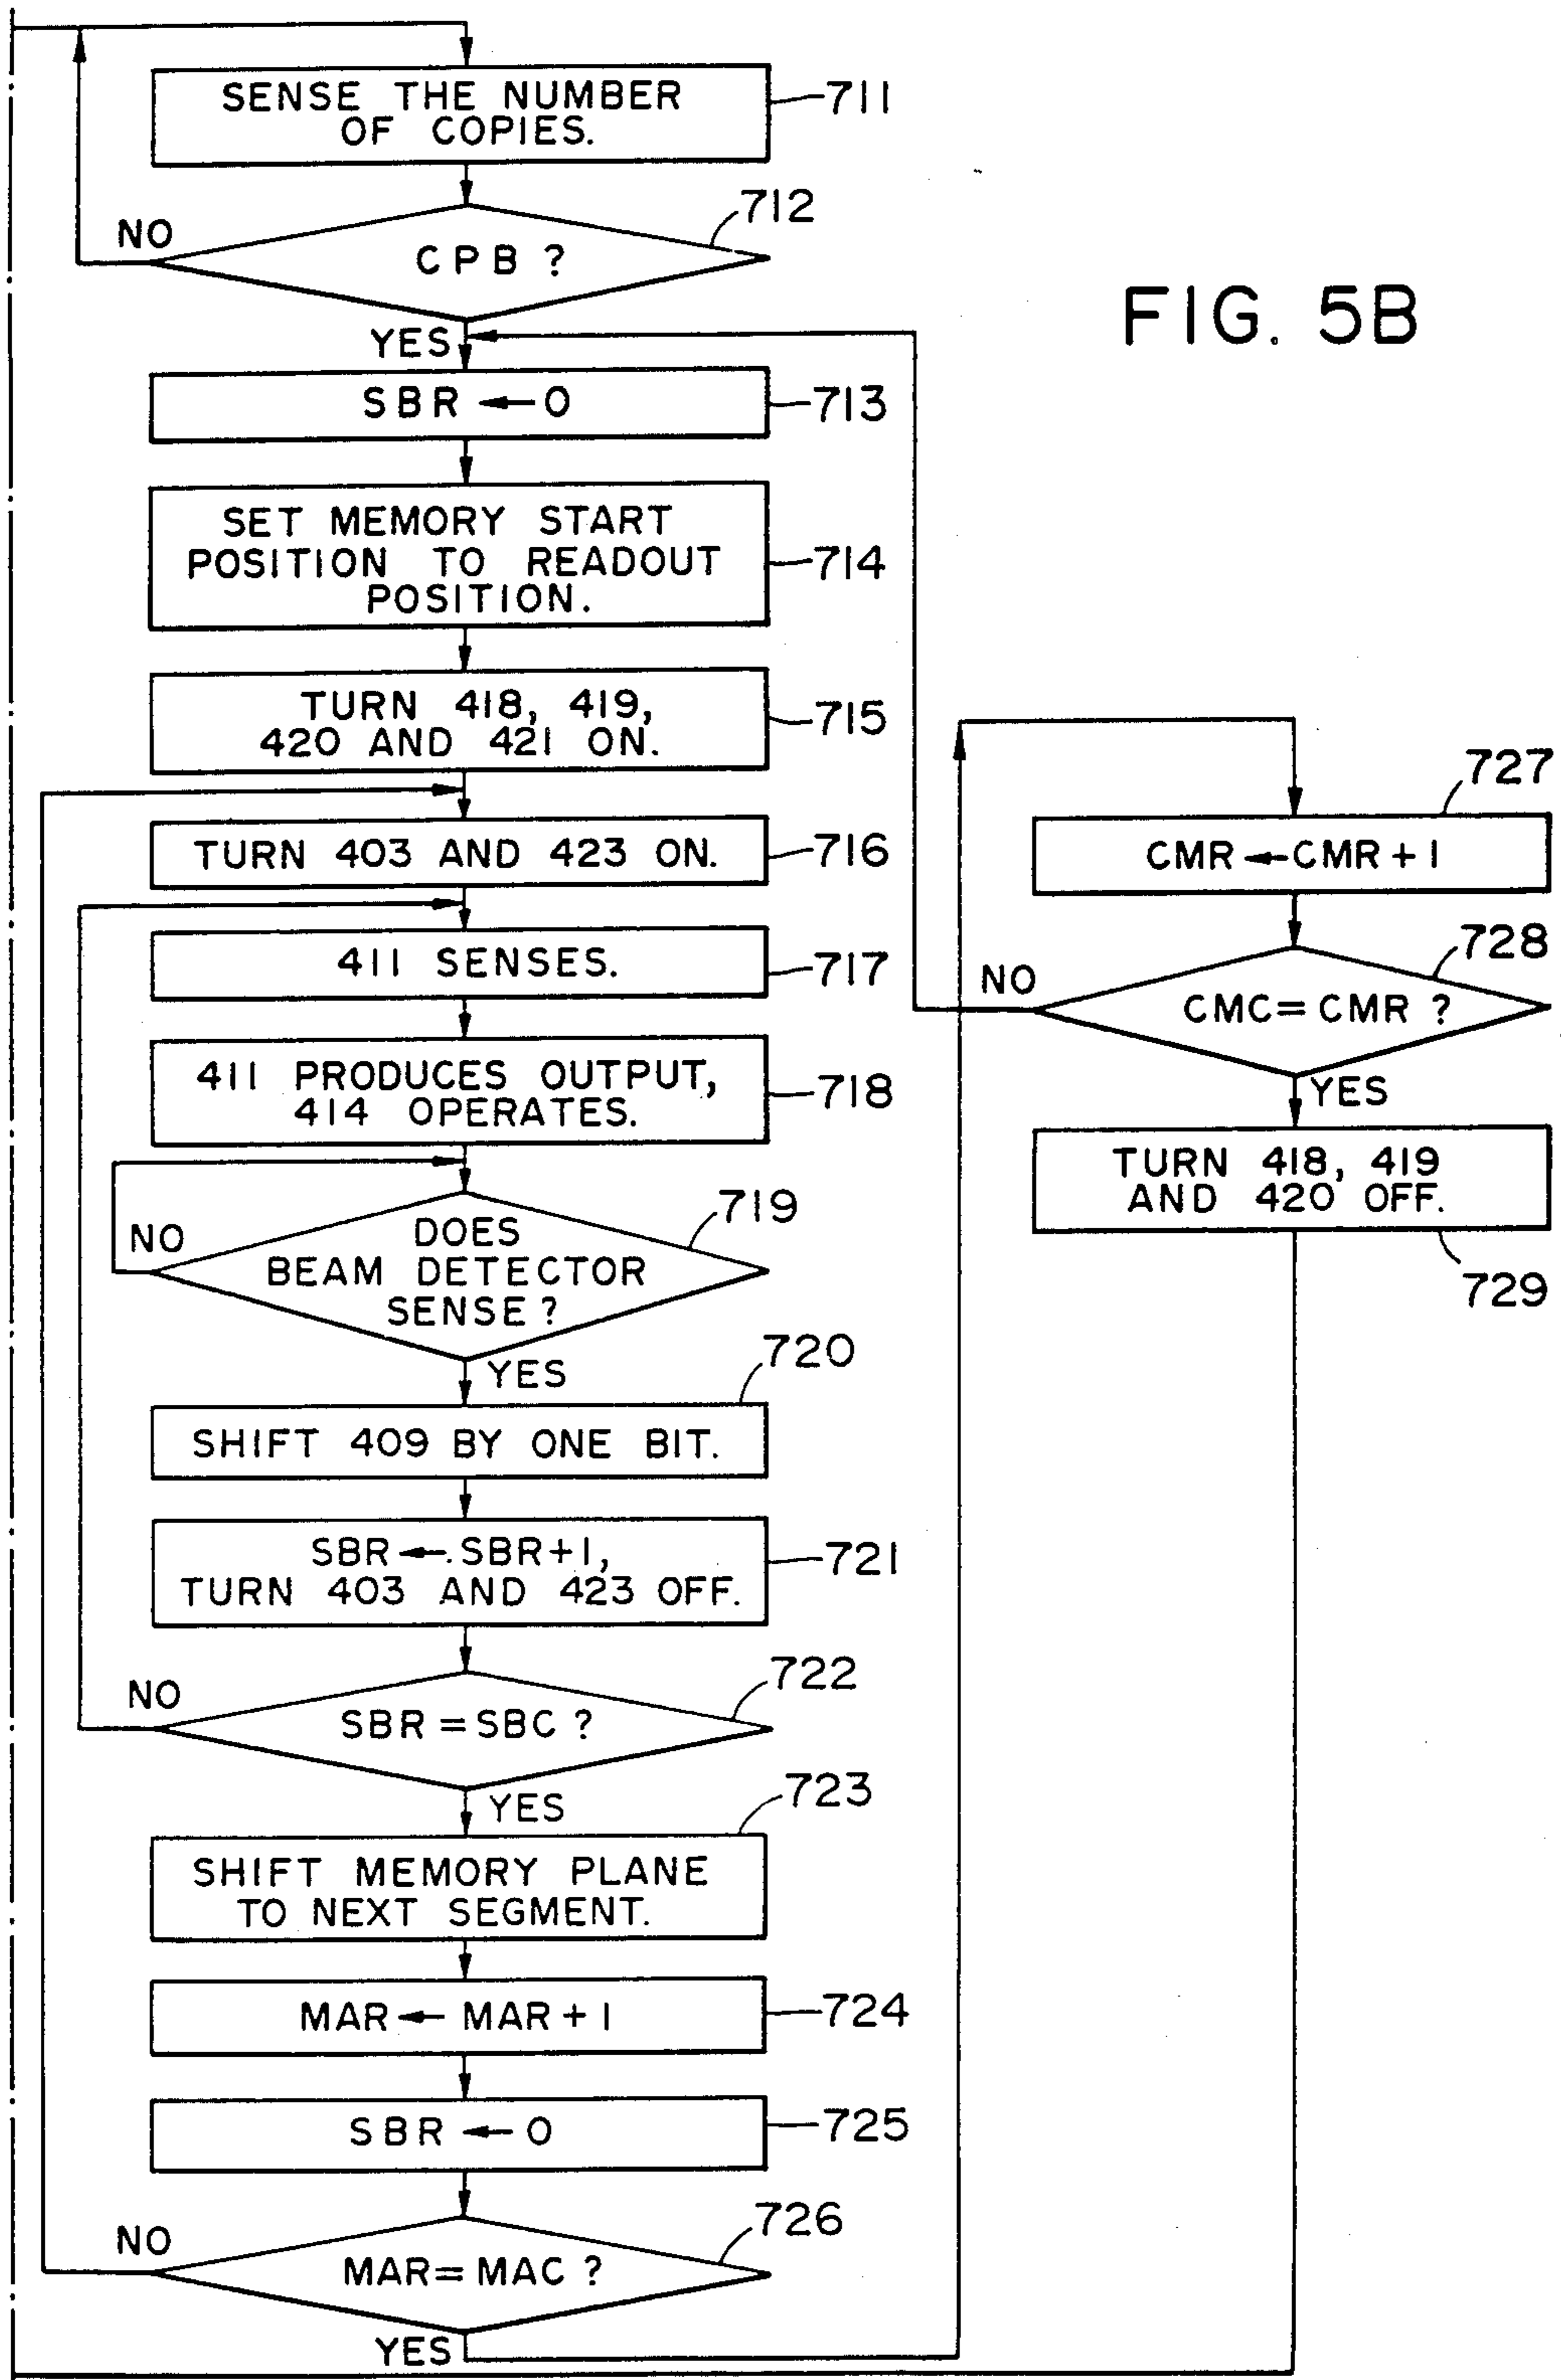 SENSE THE NUMBER
OF COPIES.
711
712
NO
CPB ?
YES
FIG. 5B
SBR ← 0
713
SET MEMORY START
POSITION TO READOUT
POSITION.
714
TURN 418, 419,
420 AND 421 ON.
715
TURN 403 AND 423 ON.
716
411 SENSES.
717
411 PRODUCES OUTPUT,
414 OPERATES.
718
719
NO
DOES
BEAM DETECTOR
SENSE ?
YES
720
SHIFT 409 BY ONE BIT.
SBR ← SBR+1,
TURN 403 AND 423 OFF.
721
722
NO
SBR = SBC ?
YES
723
SHIFT MEMORY PLANE
TO NEXT SEGMENT.
MAR ← MAR + 1
724
SBR ← 0
725
726
NO
MAR = MAC ?
YES
727
CMR ← CMR + 1
728
NO
CMC = CMR ?
YES
TURN 418, 419
AND 420 OFF.
729